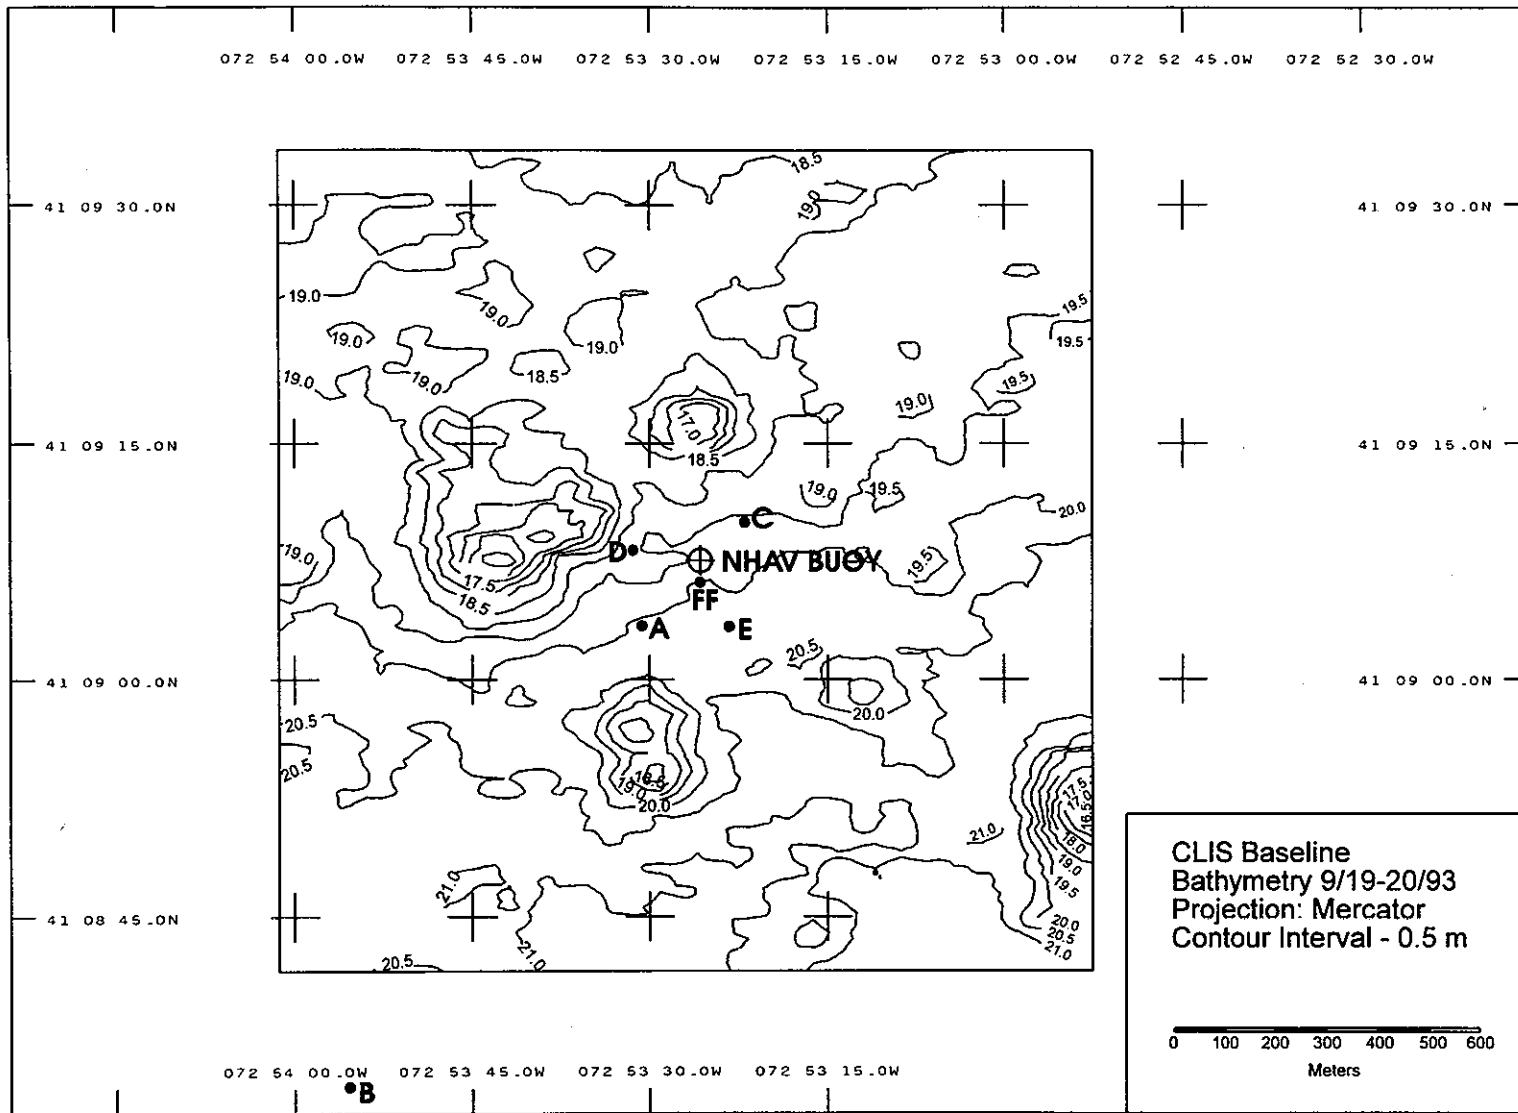 072 54 00.0W 072 53 45.0W 072 53 30.0W 072 53 15.0W 072 53 00.0W 072 52 45.0W 072 52 30.0W
18.5
41 09 30.0N 19.0 41 09 30.0N
19.0 19.0 19.5
19.0 19.0 19.5
19.0 19.0 18.5 19.5
17.0 19.0
41 09 15.0N 18.5 41 09 15.0N
19.0 19.5
C 20.0
19.0 D NHAV BUOY 19.5
17.5
18.5 FF
A E
20.5
41 09 00.0N 41 09 00.0N
20.5 20.0
20.5 18.5 17.5
19.0 20.0 17.0
16.5
21.0 18.0
19.0
21.0 19.5
41 08 45.0N 20.0
20.5
21.0 21.0
20.5
CLIS Baseline
Bathymetry 9/19-20/93
Projection: Mercator
Contour Interval - 0.5 m
0 100 200 300 400 500 600
Meters
072 54 00.0W 072 53 45.0W 072 53 30.0W 072 53 15.0W
B